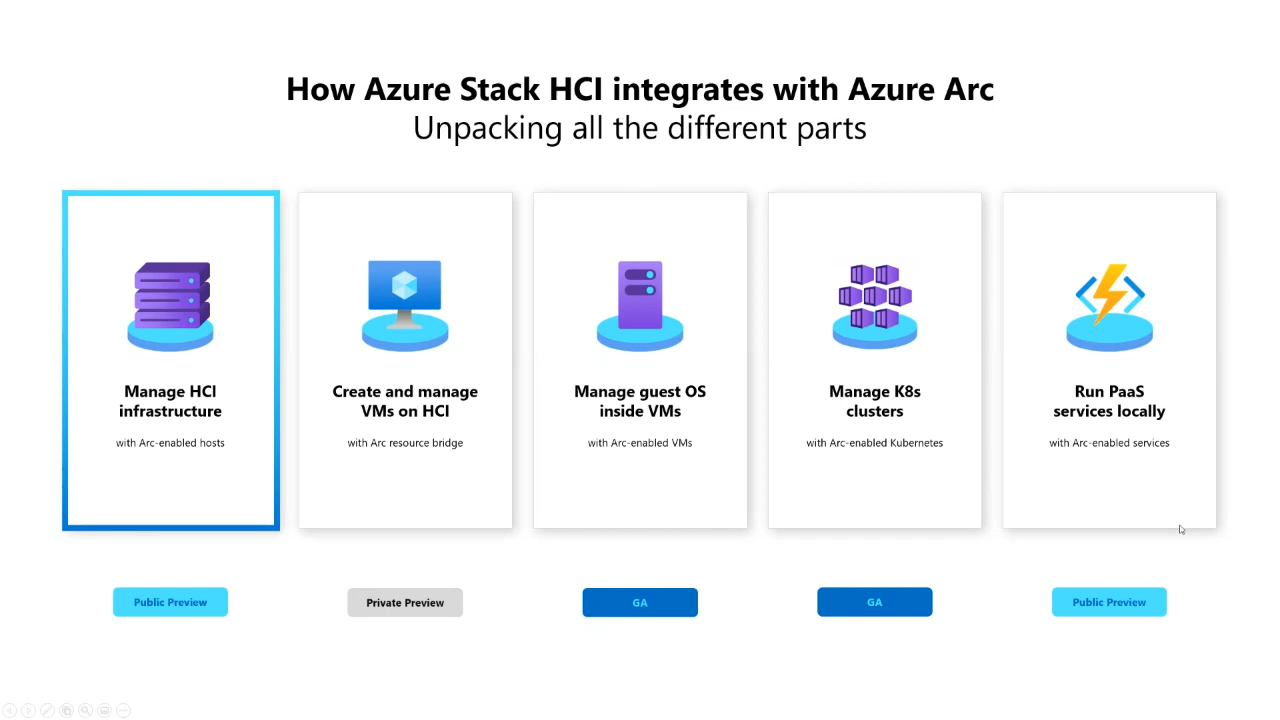 How Azure Stack HCI integrates with Azure Arc
Unpacking all the different parts
Manage HCI
infrastructure
with Arc-enabled hosts
Create and manage
VMs on HCI
with Arc resource bridge
Manage guest OS
inside VMs
with Arc-enabled VMs
Manage K8s
clusters
with Arc-enabled Kubernetes
Run PaaS
services locally
with Arc-enabled services
Public Preview
Private Preview
GA
GA
Public Preview